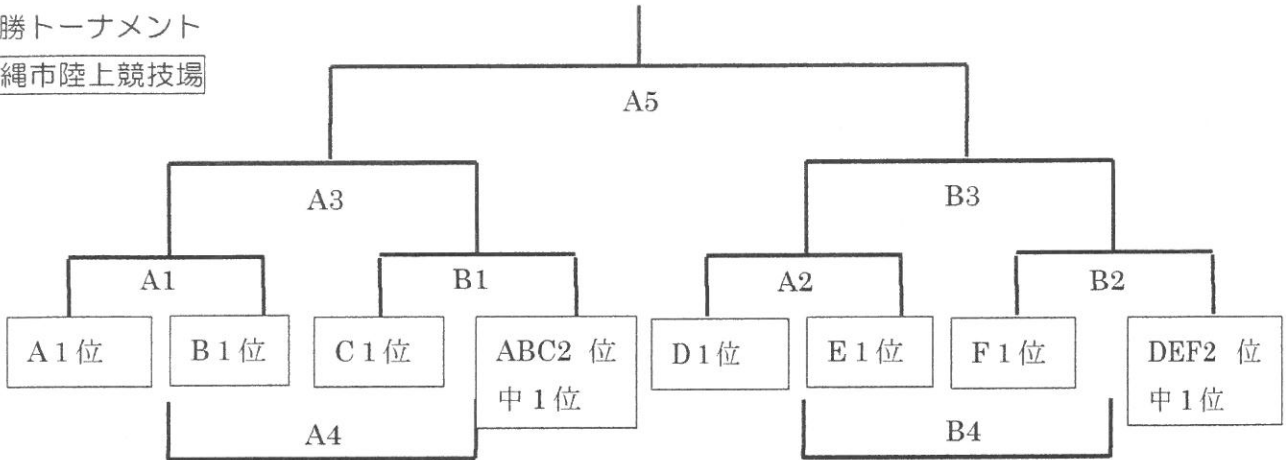 勝トーナメント
縄市陸上競技場
A5
A3
B3
A1
B1
A2
B2
A1位
B1位
C1位
ABC2 位
中1位
D1位
E1位
F1位
DEF2 位
中1位
A4
B4